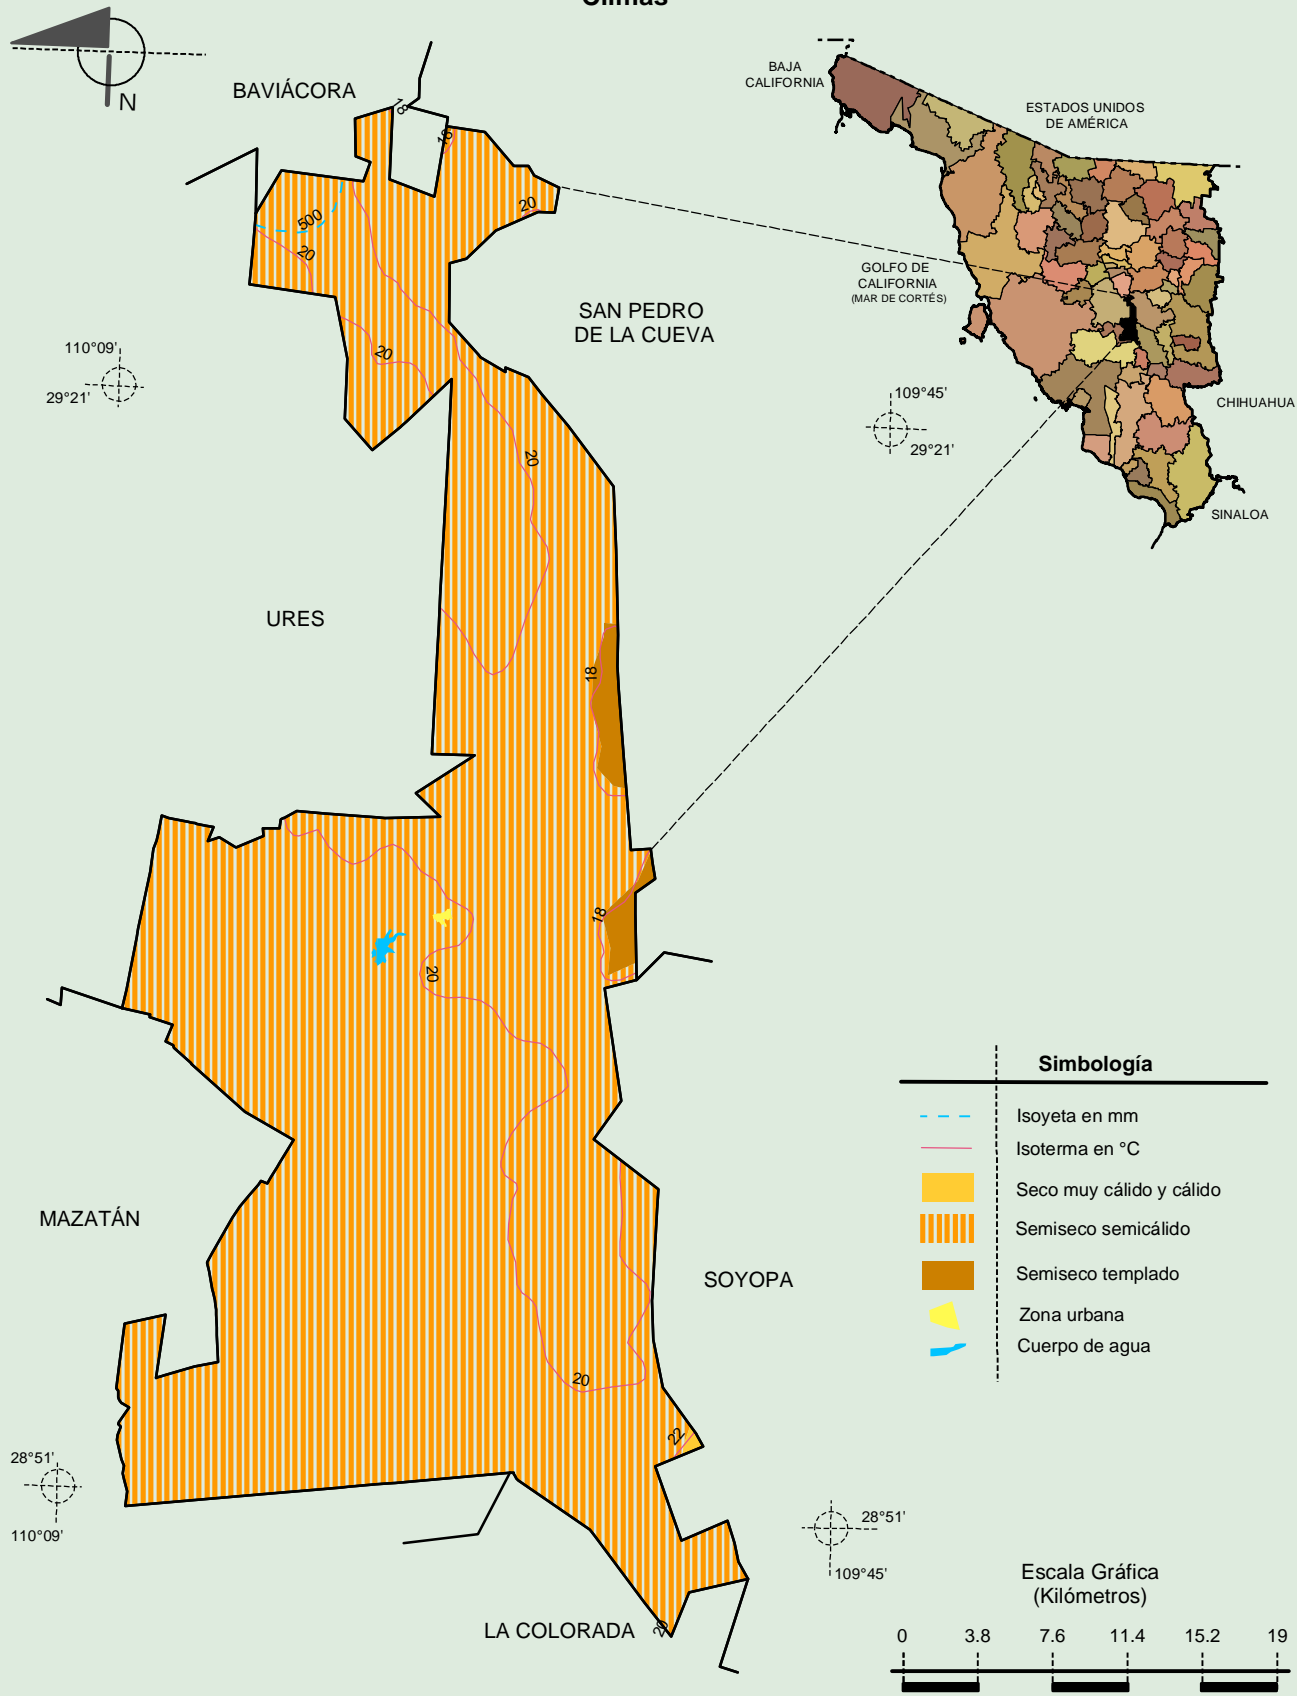 Climas
N
BAVIÁCORA
18
18
500
20
20
20
SAN PEDRO
DE LA CUEVA
110°09'
29°21'
20
URES
18
18
20
MAZATÁN
SOYOPA
20
22
28°51'
110°09'
28°51'
109°45'
LA COLORADA
20
BAJA
CALIFORNIA
ESTADOS UNIDOS
DE AMÉRICA
GOLFO DE
CALIFORNIA
(MAR DE CORTÉS)
109°45'
29°21'
CHIHUAHUA
SINALOA
Simbología
Isoyeta en mm
Isoterma en °C
Seco muy cálido y cálido
Semiseco semicálido
Semiseco templado
Zona urbana
Cuerpo de agua
Escala Gráfica
(Kilómetros)
0 3.8 7.6 11.4 15.2 19